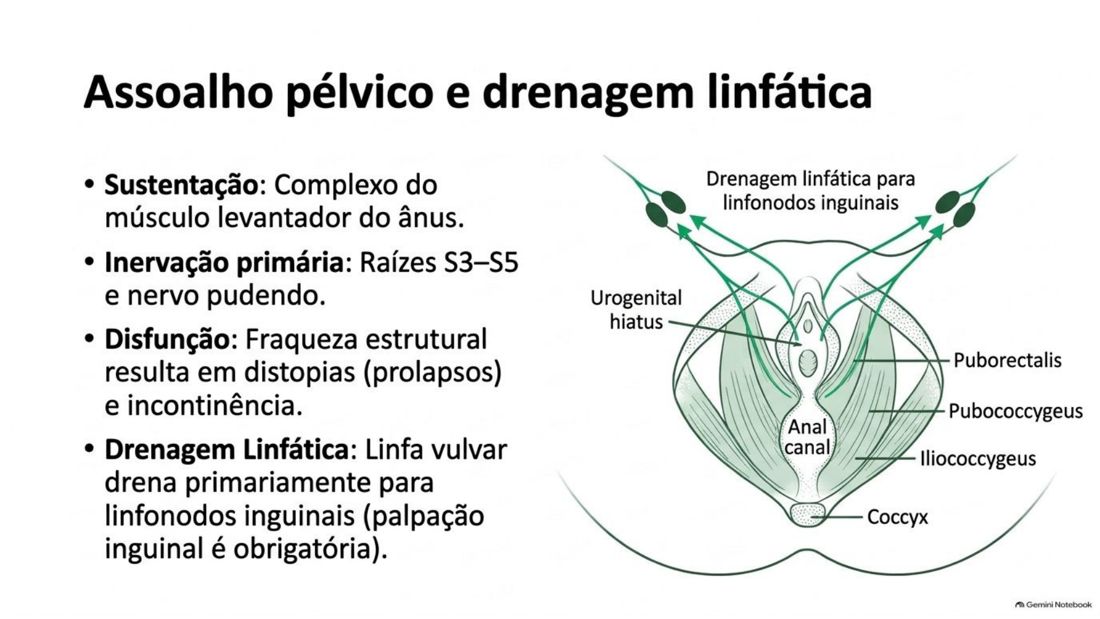 Assoalho pélvico e drenagem linfática
• Sustentação: Complexo do
músculo levantador do ânus.
• Inervação primária: Raízes S3–S5
e nervo pudendo.
• Disfunção: Fraqueza estrutural
resulta em distopias (prolapsos)
e incontinência.
• Drenagem Linfática: Linfa vulvar
drena primariamente para
linfonodos inguinais (palpação
inguinal é obrigatória).
Drenagem linfática para
linfonodos inguinais
Urogenital
hiatus
Puborectalis
Pubococcygeus
Anal
canal
Iliococcygeus
Coccyx
Gemini Notebook